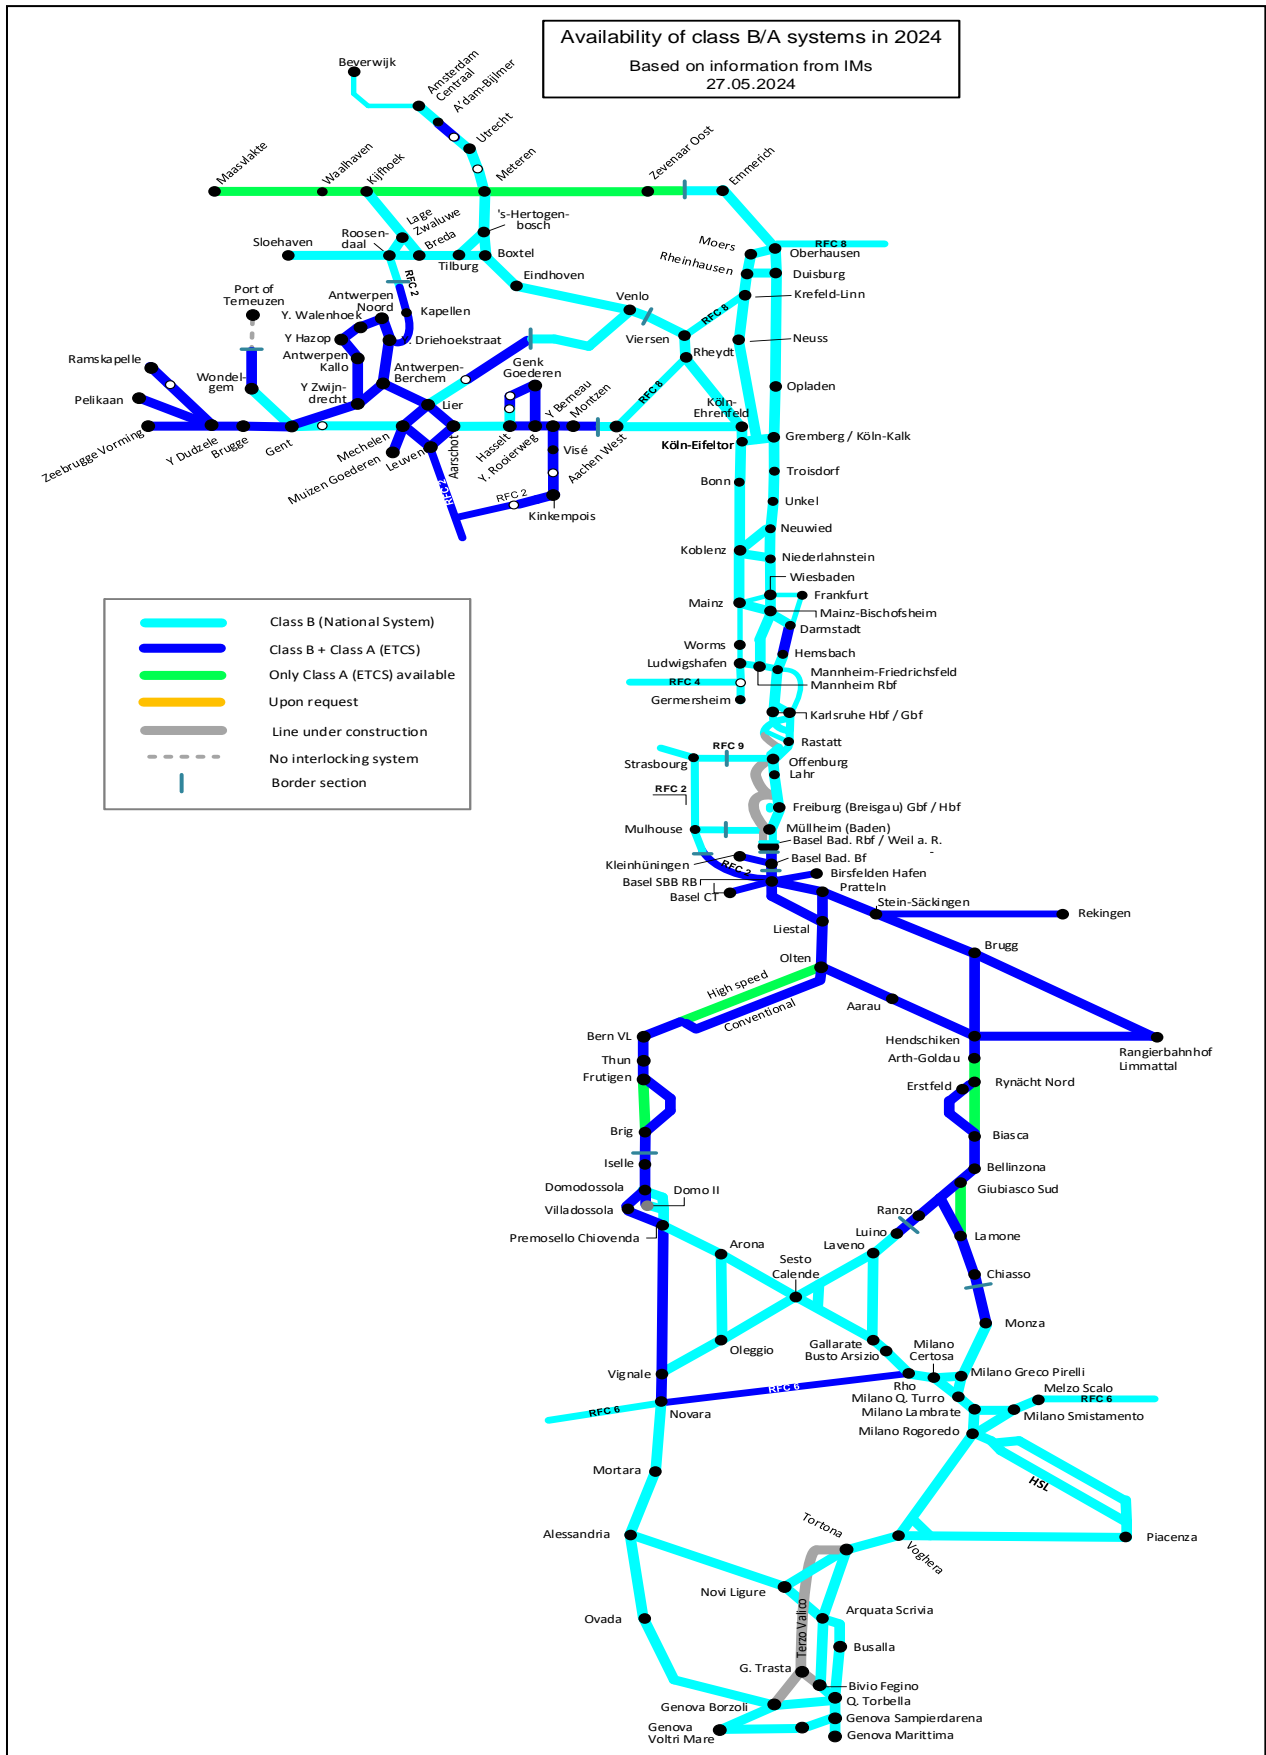 Availability of class B/A systems in 2024
Based on information from IMs
27.05.2024
Beverwijk
Amsterdam
Centraal
A'dam-Bijlmer
Utrecht
Maasvlakte
Waalhaven
Kijfhoek
Meteren
Zevenaar Oost
Emmerich
Lage
Zwaluwe
's-Hertogen-
bosch
Roosen-
daal
Sloehaven
Breda
Tilburg
Boxtel
Moers
RFC 8
Oberhausen
Rheinhausen
Duisburg
RFC 2
Eindhoven
Krefeld-Linn
Port of
Terneuzen
Antwerpen
Noord
Venlo
Y. Walenhoek
Kapellen
RFC 8
Viersen
Neuss
Y Hazop
Y. Driehoekstraat
Rheydt
Ramskapelle
Antwerpen
Kallo
Genk
Goederen
Wondel-
gem
Antwerpen-
Berchem
RFC 8
Opladen
Pelikaan
Y Zwijn-
drecht
Lier
Y Berneau
Montzen
Köln-
Ehrenfeld
Zeebrugge Vorming
Y Dudzele
Brugge
Gent
Mechelen
Muizen Goederen
Leuven
Aarschot
Hasselt
Y. Rooierweg
Visé
Aachen West
Köln-Eifeltor
Gremberg / Köln-Kalk
RFC 2
RFC 2
Kinkempois
Troisdorf
Bonn
Unkel
Neuwied
Koblenz
Niederlahnstein
Wiesbaden
Frankfurt
Mainz
Mainz-Bischofsheim
Darmstadt
Worms
Hemsbach
Ludwigshafen
Mannheim-Friedrichsfeld
RFC 4
Mannheim Rbf
Germersheim
Karlsruhe Hbf / Gbf
Class B (National System)
Class B + Class A (ETCS)
Only Class A (ETCS) available
Upon request
Line under construction
No interlocking system
Border section
Rastatt
RFC 9
Strasbourg
Offenburg
Lahr
RFC 2
Freiburg (Breisgau) Gbf / Hbf
Mulhouse
Müllheim (Baden)
Basel Bad. Rbf / Weil a. R.
Kleinhüningen
RFC 2
Basel Bad. Bf
Basel SBB RB
Birsfelden Hafen
Basel CT
Pratteln
Stein-Säckingen
Rekingen
Liestal
Brugg
Olten
High speed
Conventional
Aarau
Bern VL
Hendschiken
Rangierbahnhof
Limmattal
Thun
Arth-Goldau
Frutigen
Erstfeld
Rynächt Nord
Brig
Biasca
Iselle
Bellinzona
Domodossola
Domo II
Giubiasco Sud
Villadossola
Ranzo
Premosello Chiovenda
Luino
Lamone
Arona
Laveno
Sesto
Calende
Chiasso
Monza
Oleggio
Gallarate
Busto Arsizio
Milano
Certosa
Vignale
Rho
Milano Greco Pirelli
RFC 6
Milano Q. Turro
Melzo Scalo
RFC 6
RFC 6
Novara
Milano Lambrate
Milano Smistamento
Milano Rogoredo
Mortara
HSL
Alessandria
Tortona
Voghera
Piacenza
Novi Ligure
Terzo Valico
Arquata Scrivia
Ovada
Busalla
G. Trasta
Bivio Fegino
Q. Torbella
Genova Borzoli
Genova Sampierdarena
Genova
Voltri Mare
Genova Marittima